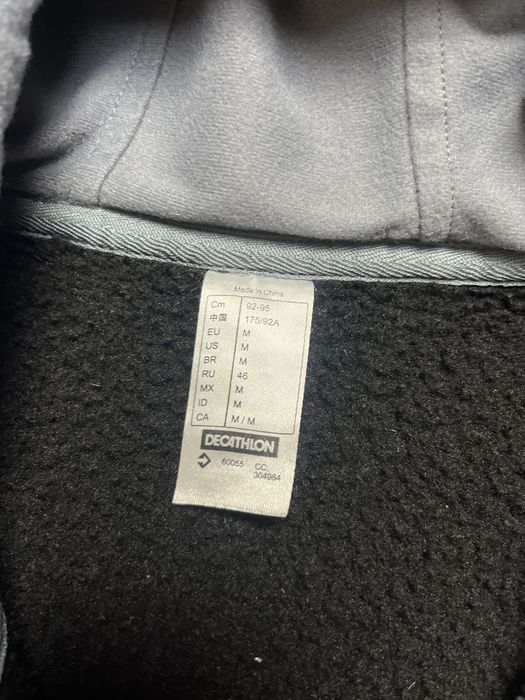 Made in China
Cm 92-95
中国 175/92A
EU M
US M
BR M
RU 46
MX M
ID M
CA M / M
DECATHLON
60055 CC.
304984